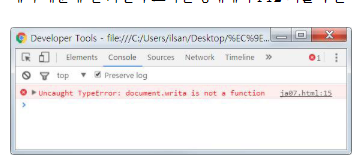 Developer Tools - file:///C:/Users/ilsan/Desktop/%EC%9E...
Elements Console Sources Network Timeline » 1
top ▼ Preserve log
Uncaught TypeError: document.writa is not a function ja07.html:15
>